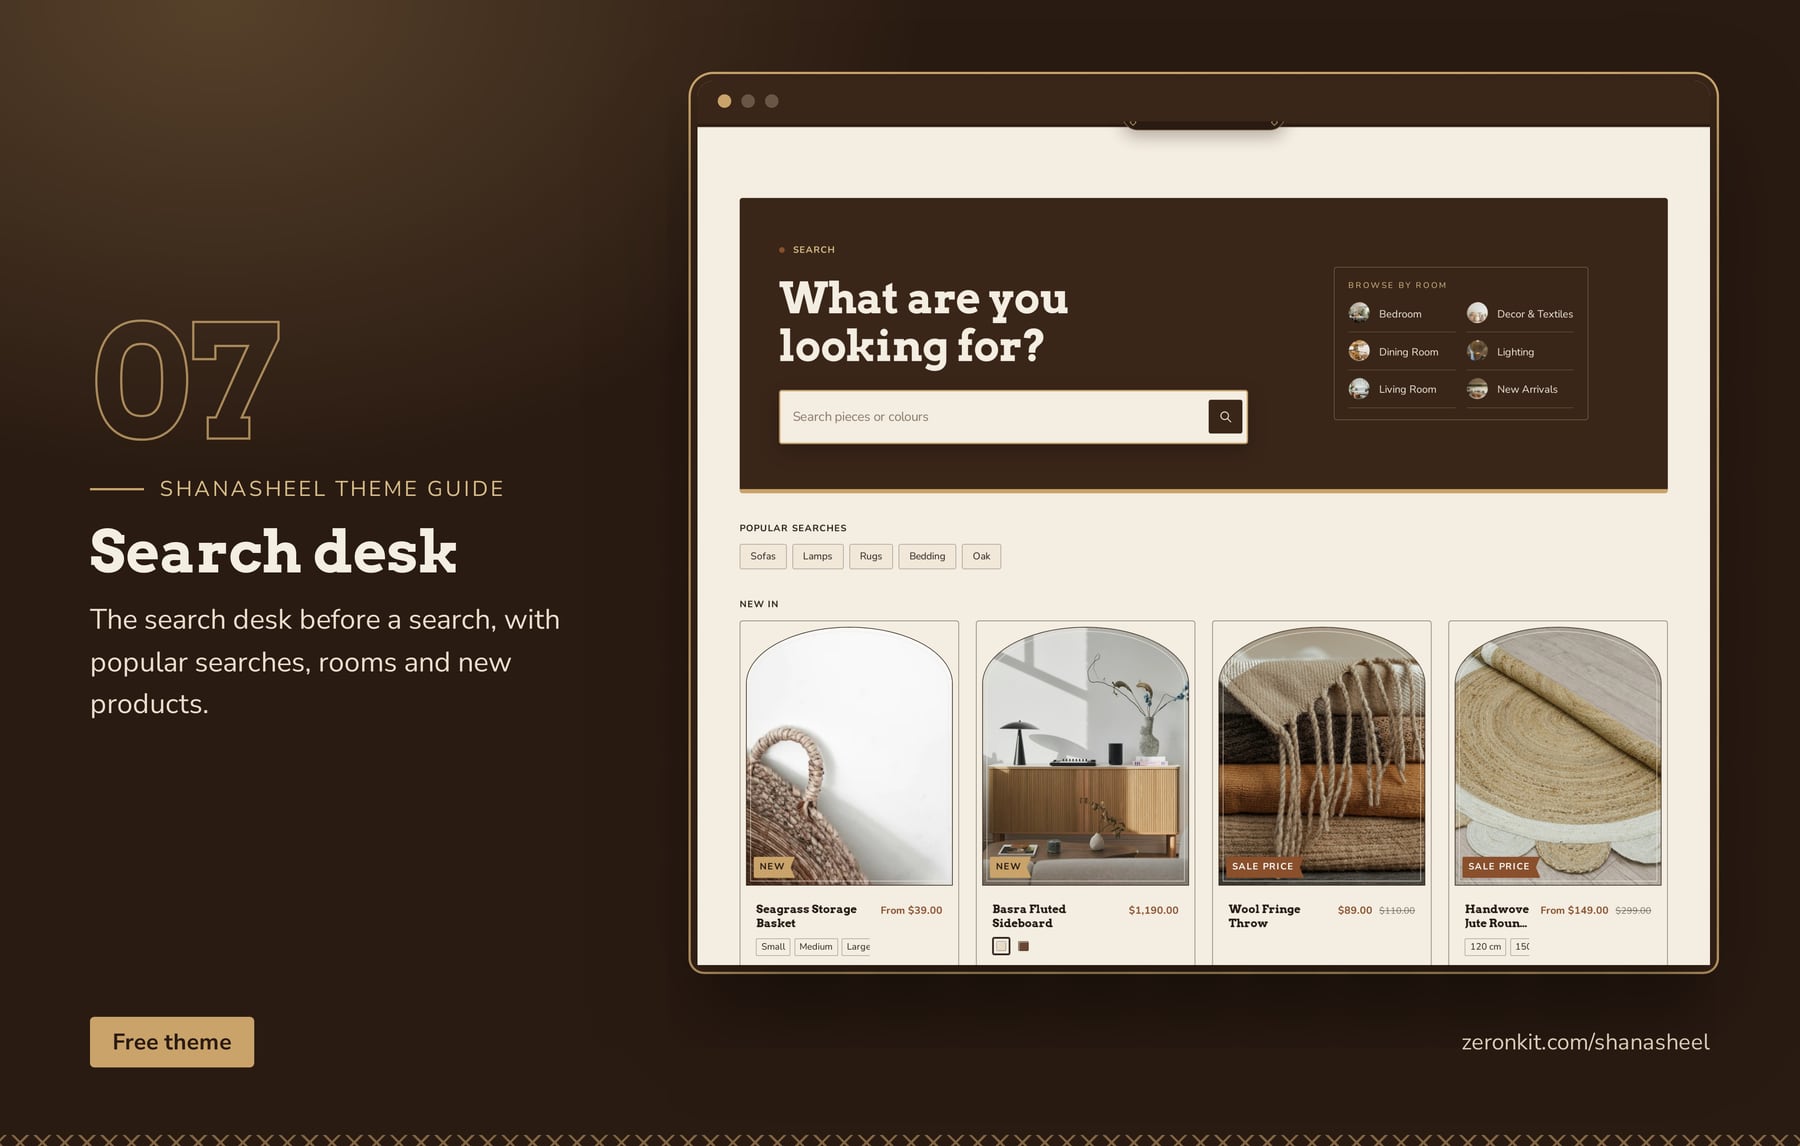 07
SHANASHEEL THEME GUIDE
Search desk
The search desk before a search, with
popular searches, rooms and new
products.
Free theme
SEARCH
What are you
looking for?
Search pieces or colours
BROWSE BY ROOM
Bedroom
Decor & Textiles
Dining Room
Lighting
Living Room
New Arrivals
POPULAR SEARCHES
Sofas
Lamps
Rugs
Bedding
Oak
NEW IN
NEW
Seagrass Storage
Basket
From $39.00
Small
Medium
Large
NEW
Basra Fluted
Sideboard
$1,190.00
SALE PRICE
Wool Fringe
Throw
$89.00 $110.00
SALE PRICE
Handwove
Jute Roun...
From $149.00 $299.00
120 cm
150
zeronkit.com/shanasheel